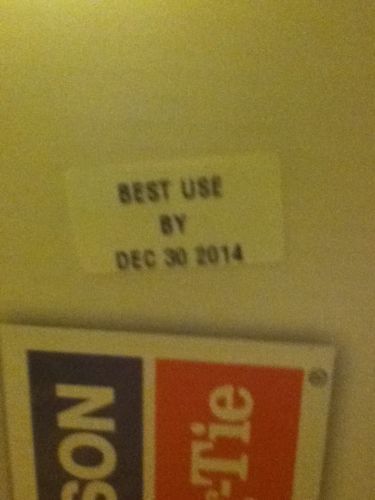 BEST USE
BY
DEC 30 2014
SON
-Tie